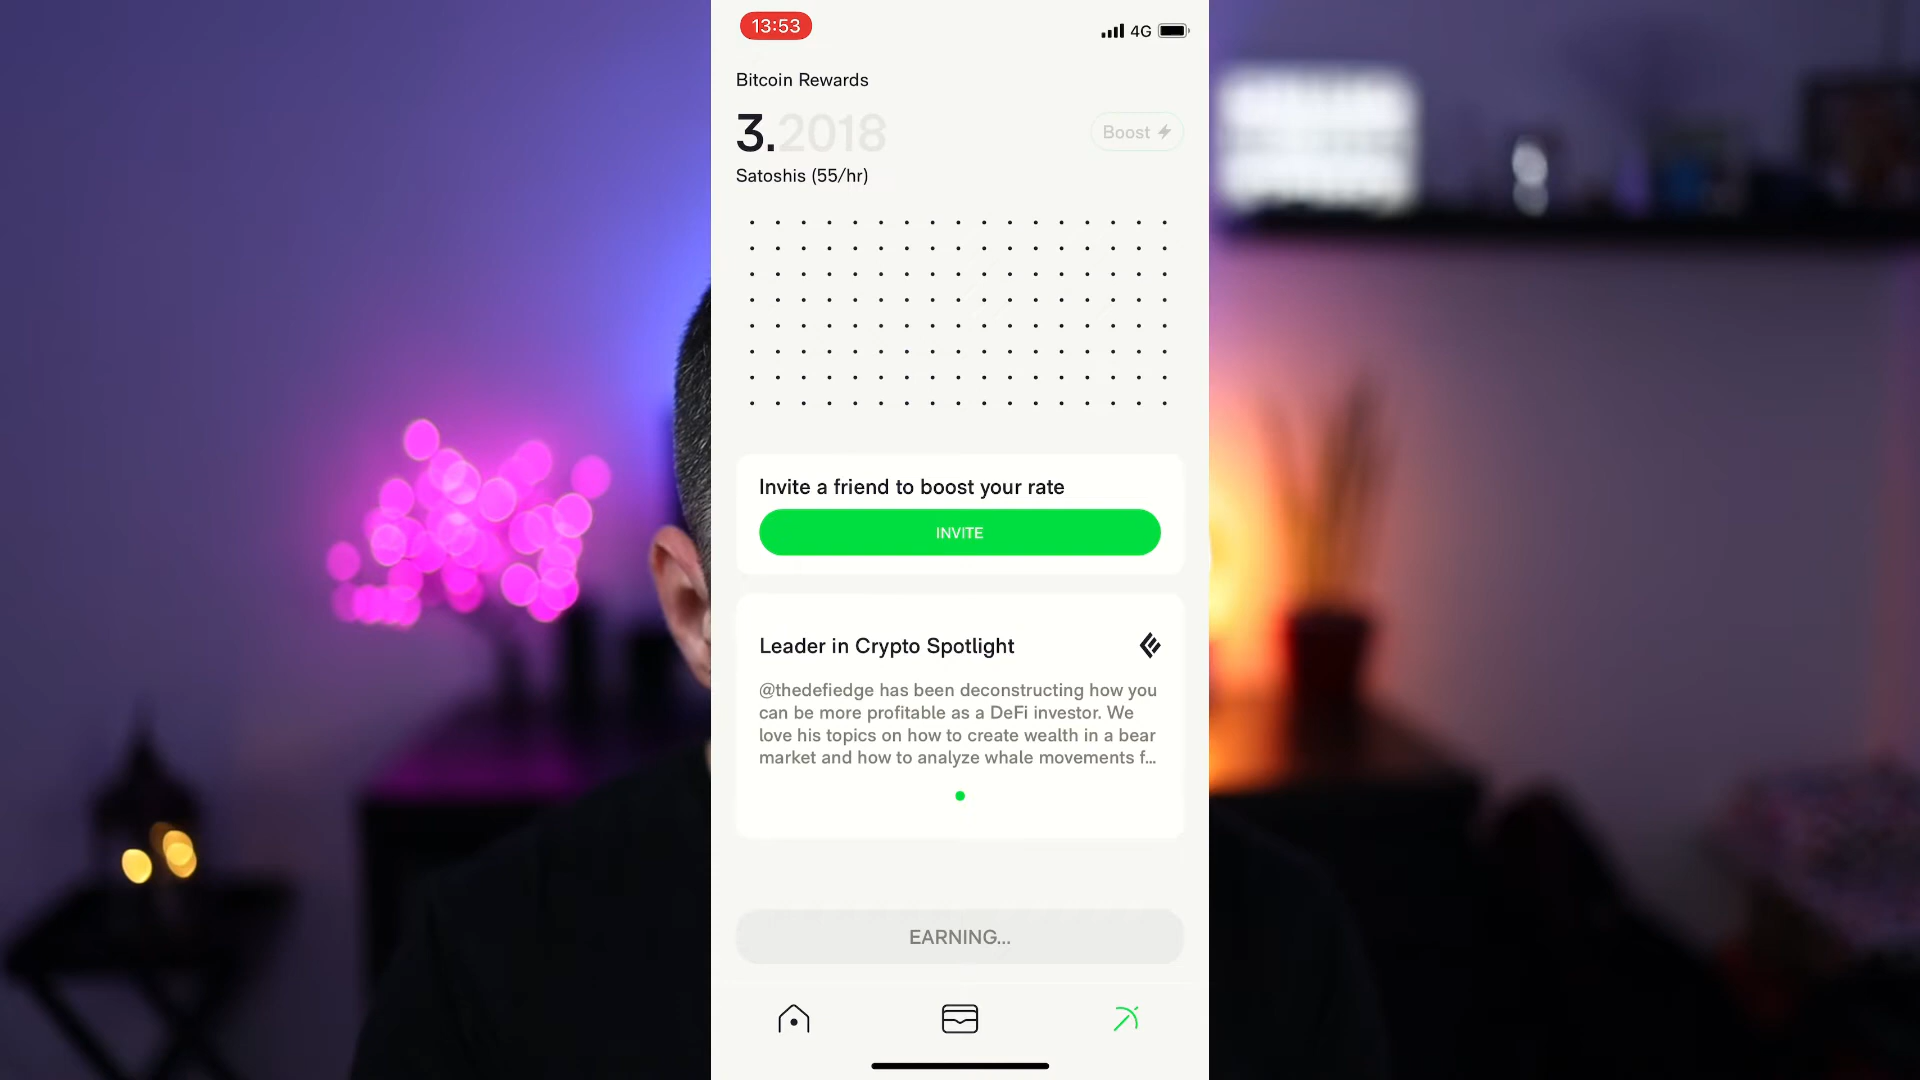 13:53
4G
Bitcoin Rewards
3.2018
Boost
Satoshis (55/hr)
Invite a friend to boost your rate
INVITE
Leader in Crypto Spotlight
@thedefiedge has been deconstructing how you
can be more profitable as a DeFi investor. We
love his topics on how to create wealth in a bear
market and how to analyze whale movements f...
EARNING...